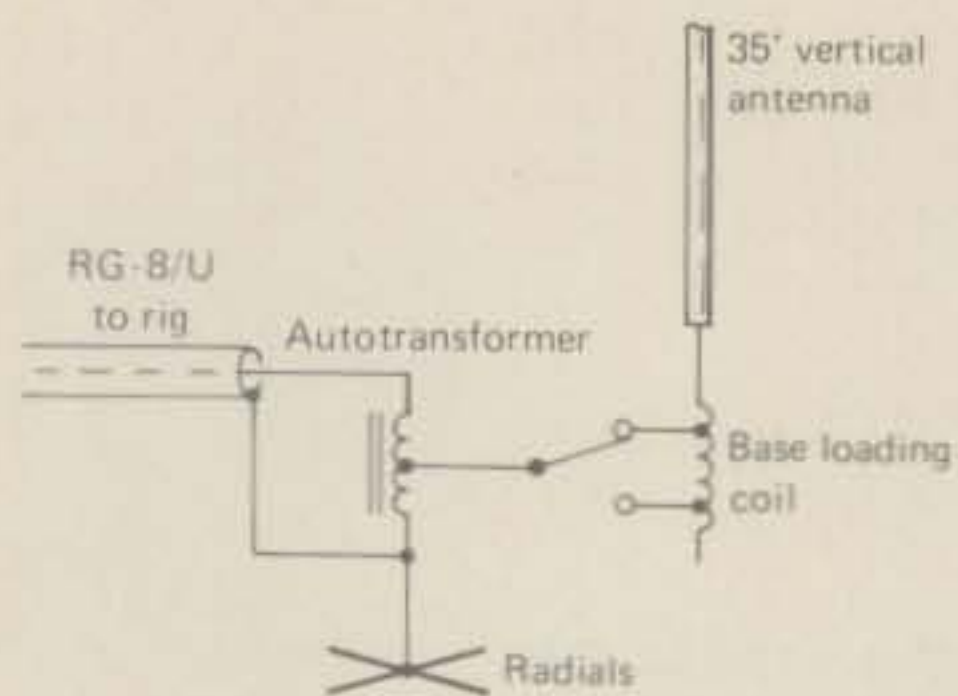 35' vertical
antenna
RG-8/U
to rig
Autotransformer
Base loading
coil
Radials